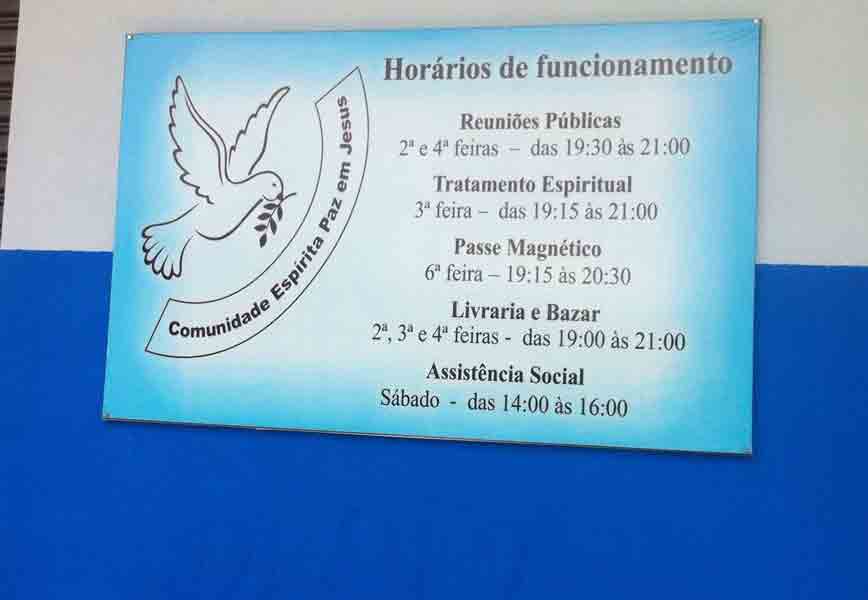 Horários de funcionamento
Reuniões Públicas
2ª e 4ª feiras – das 19:30 às 21:00
Tratamento Espiritual
3ª feira – das 19:15 às 21:00
Passe Magnético
6ª feira – 19:15 às 20:30
Livraria e Bazar
2ª, 3ª e 4ª feiras - das 19:00 às 21:00
Assistência Social
Sábado - das 14:00 às 16:00
Comunidade Espírita Paz em Jesus